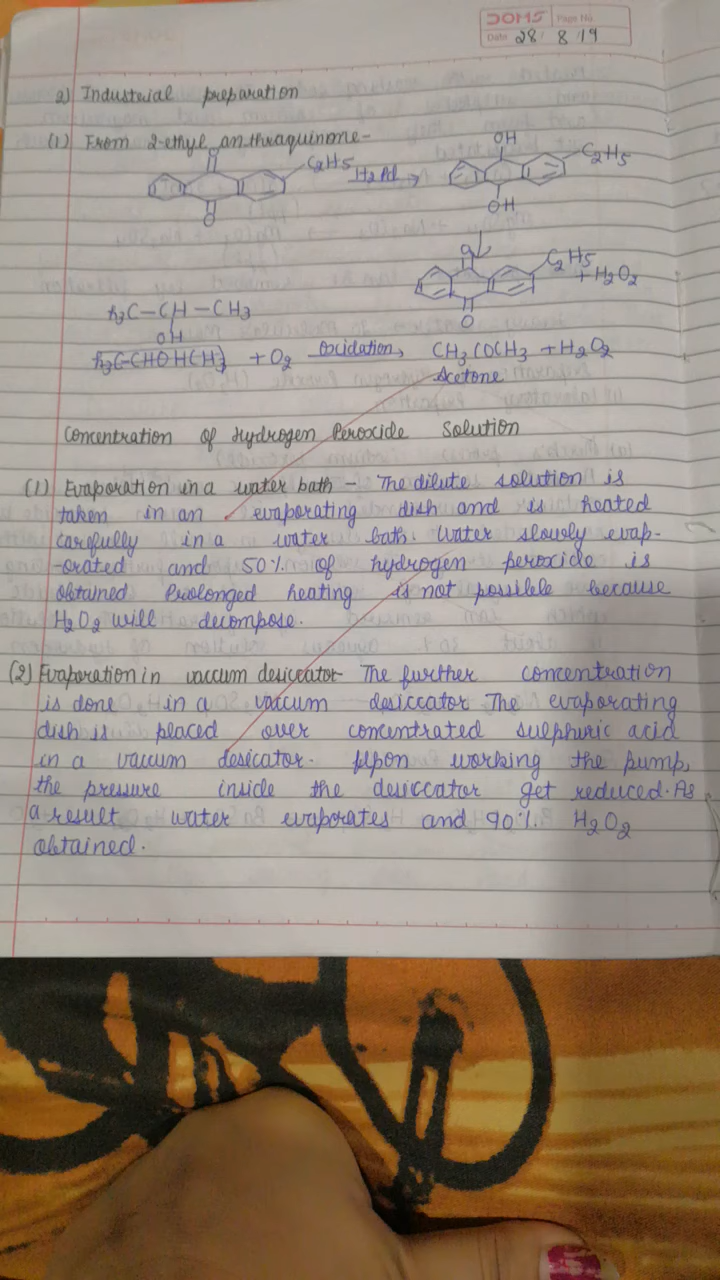 DOMS Page No.
Date 28 8 19
2) Industrial preparation
(1) From 2-ethyl anthraquinone-
O C2H5 H2 Pd → OH C2H5
O OH
O C2H5 + H2O2
O
H3C-CH-CH3
OH
H3C-CHOH(CH3) + O2 Oxidation, CH3COCH3 + H2O2
Acetone
Concentration of Hydrogen Peroxide Solution
(1) Evaporation in a water bath - The dilute solution is
taken in an evaporating dish and is heated
carefully in a water bath. Water slowly evap-
-orated and 50% of hydrogen peroxide is
obtained Prolonged heating is not possible because
H2O2 will decompose.
(2) Evaporation in vaccum desiccator- The further concentration
is done in a vaccum desiccator The evaporating
dish is placed over concentrated sulphuric acid
in a vaccum desicator. Upon working the pump,
the pressure inside the desiccator get reduced. As
a result water evaporates and 90% H2O2
obtained.